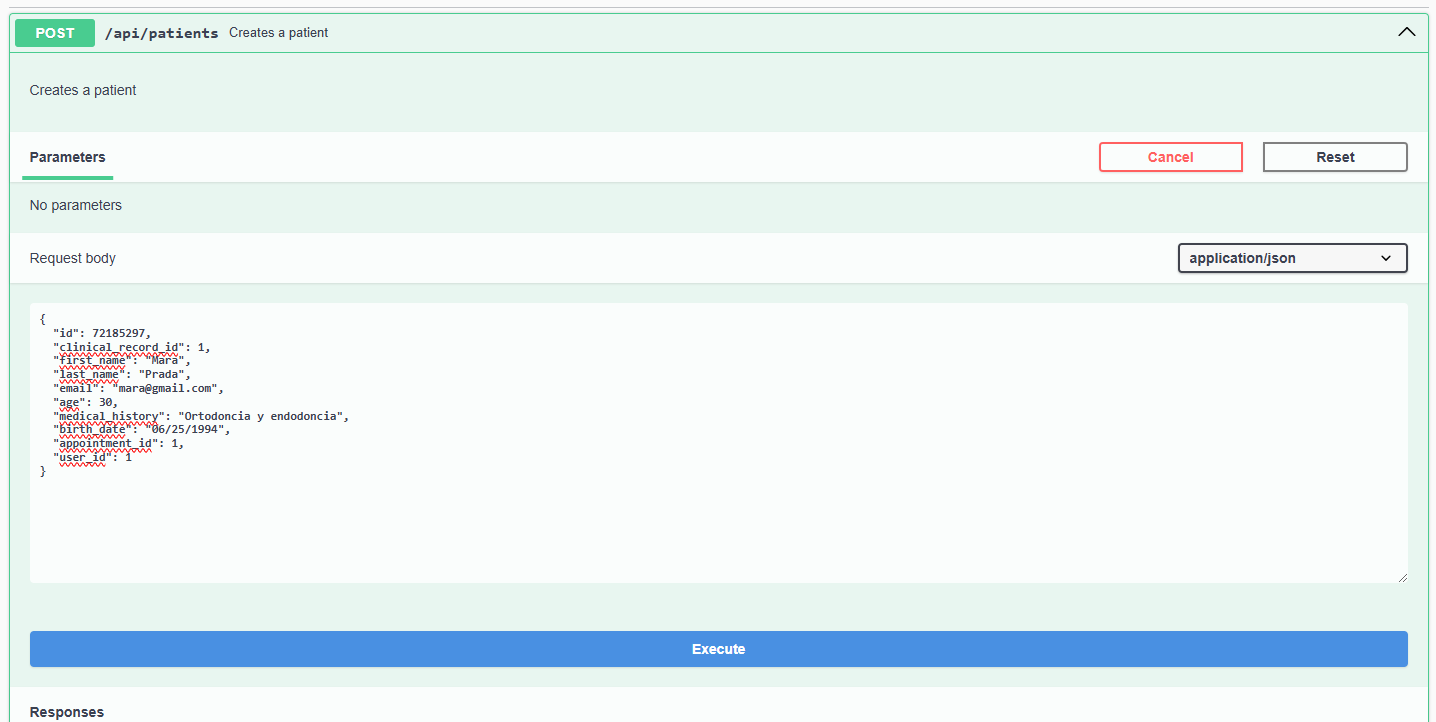 POST /api/patients Creates a patient
Creates a patient
Parameters Cancel Reset
No parameters
Request body application/json
{
  "id": 72185297,
  "clinical_record_id": 1,
  "first_name": "Mara",
  "last_name": "Prada",
  "email": "mara@gmail.com",
  "age": 30,
  "medical_history": "Ortodoncia y endodoncia",
  "birth_date": "06/25/1994",
  "appointment_id": 1,
  "user_id": 1
}
Execute
Responses